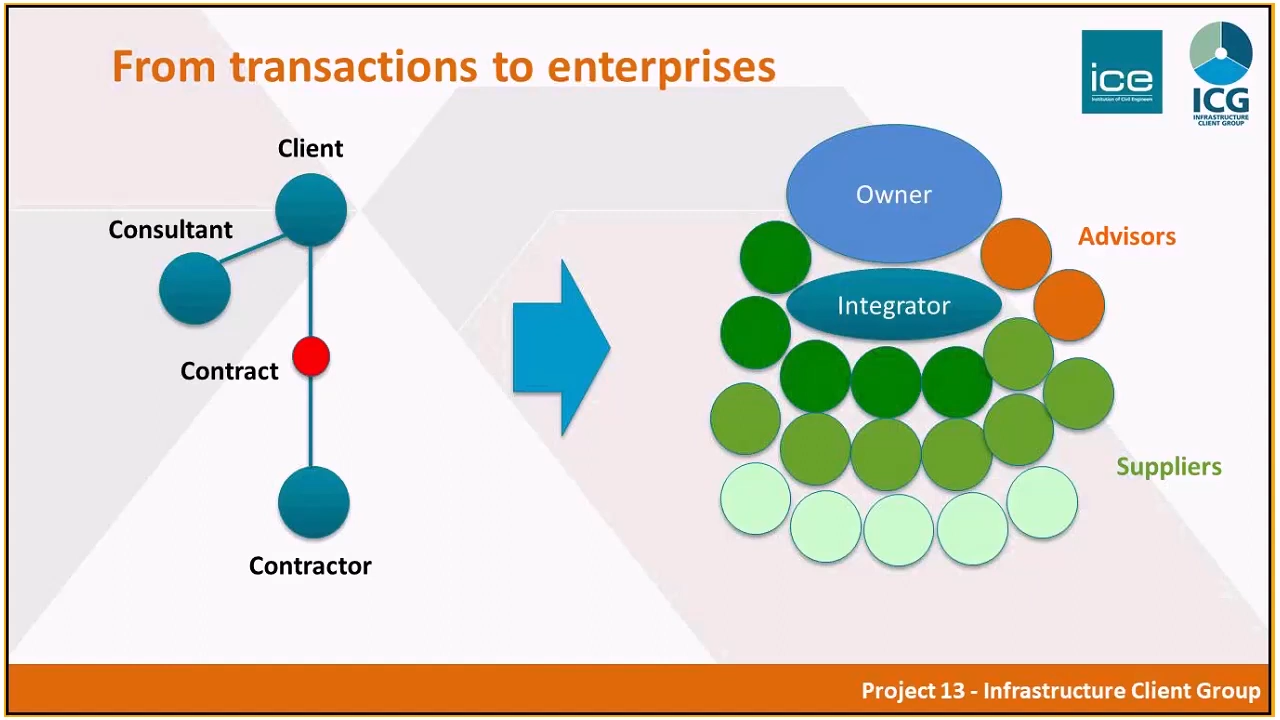 From transactions to enterprises
ice
Institution of Civil Engineers
ICG
INFRASTRUCTURE
CLIENT GROUP
Client
Consultant
Contract
Contractor
Owner
Integrator
Advisors
Suppliers
Project 13 - Infrastructure Client Group